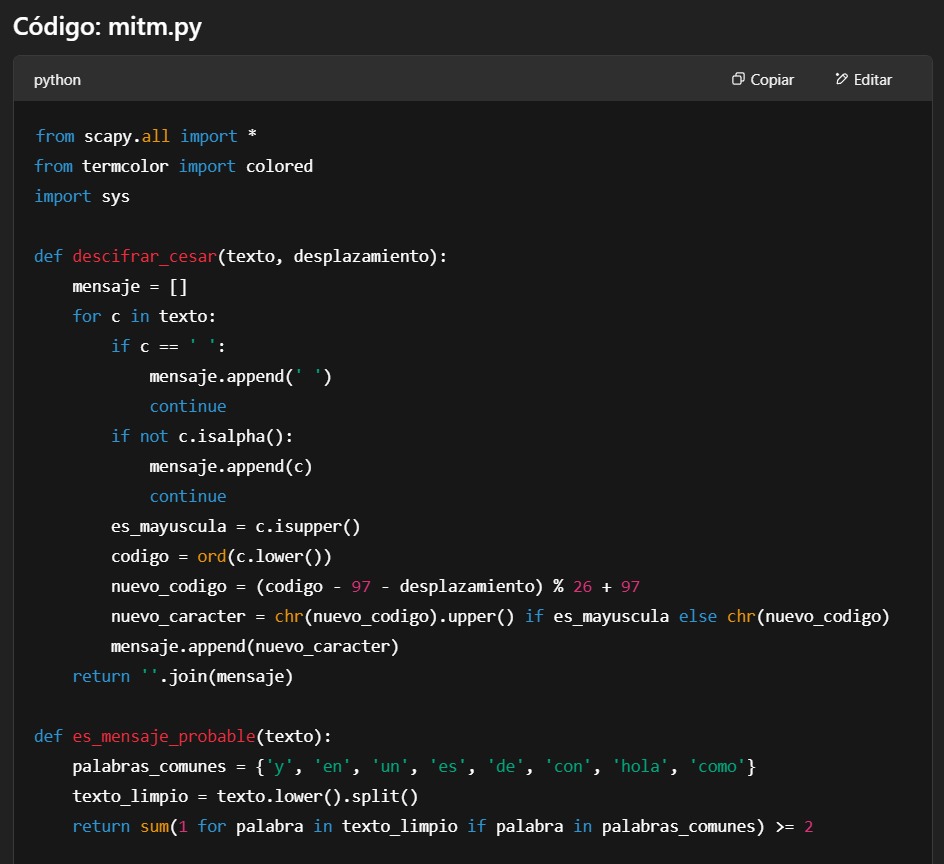 Código: mitm.py
python
Copiar
Editar
from scapy.all import *
from termcolor import colored
import sys
def descifrar_cesar(texto, desplazamiento):
    mensaje = []
    for c in texto:
        if c == ' ':
            mensaje.append(' ')
            continue
        if not c.isalpha():
            mensaje.append(c)
            continue
        es_mayuscula = c.isupper()
        codigo = ord(c.lower())
        nuevo_codigo = (codigo - 97 - desplazamiento) % 26 + 97
        nuevo_caracter = chr(nuevo_codigo).upper() if es_mayuscula else chr(nuevo_codigo)
        mensaje.append(nuevo_caracter)
    return ''.join(mensaje)
def es_mensaje_probable(texto):
    palabras_comunes = {'y', 'en', 'un', 'es', 'de', 'con', 'hola', 'como'}
    texto_limpio = texto.lower().split()
    return sum(1 for palabra in texto_limpio if palabra in palabras_comunes) >= 2